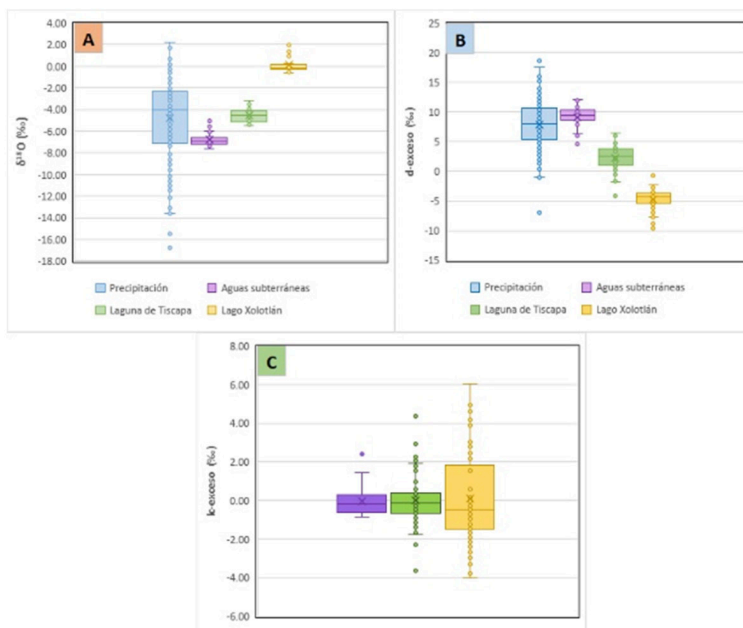 A
4.00
2.00
0.00
-2.00
-4.00
-6.00
-8.00
-10.00
-12.00
-14.00
-16.00
-18.00
δ¹⁸O (‰)
Precipitación
Aguas subterráneas
Laguna de Tiscapa
Lago Xolotlán
B
25
20
15
10
5
0
-5
-10
-15
d-exceso (‰)
Precipitación
Aguas subterráneas
Laguna de Tiscapa
Lago Xolotlán
C
8.00
6.00
4.00
2.00
0.00
-2.00
-4.00
-6.00
lc-exceso (‰)